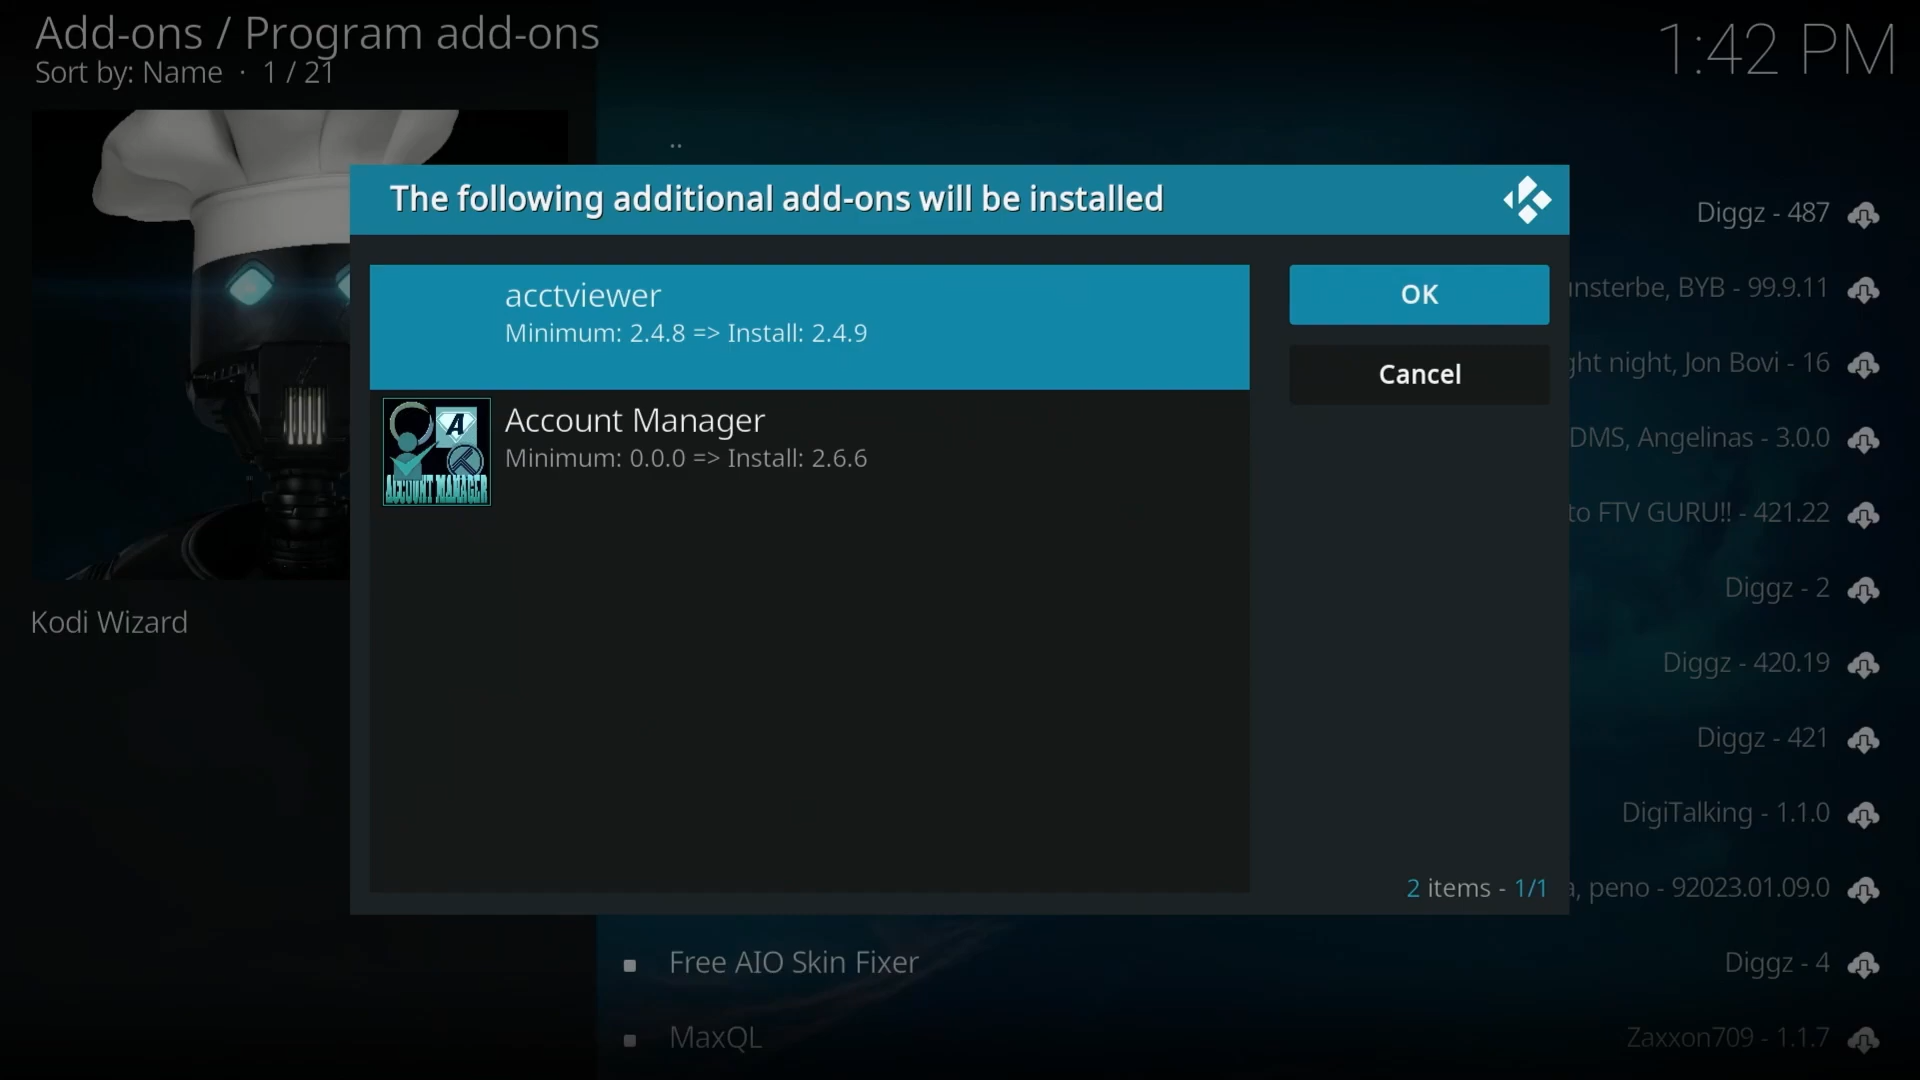 Add-ons / Program add-ons
Sort by: Name · 1 / 21
1:42 PM
..
The following additional add-ons will be installed
acctviewer
Minimum: 2.4.8 => Install: 2.4.9
ACCOUNT MANAGER
Account Manager
Minimum: 0.0.0 => Install: 2.6.6
OK
Cancel
2 items - 1/1
Kodi Wizard
Diggz - 487
BYB - 99.9.11
night, Jon Bovi - 16
DMS, Angelinas - 3.0.0
to FTV GURU!! - 421.22
Diggz - 2
Diggz - 420.19
Diggz - 421
DigiTalking - 1.1.0
peno - 92023.01.09.0
Free AIO Skin Fixer
Diggz - 4
MaxQL
Zaxxon709 - 1.1.7